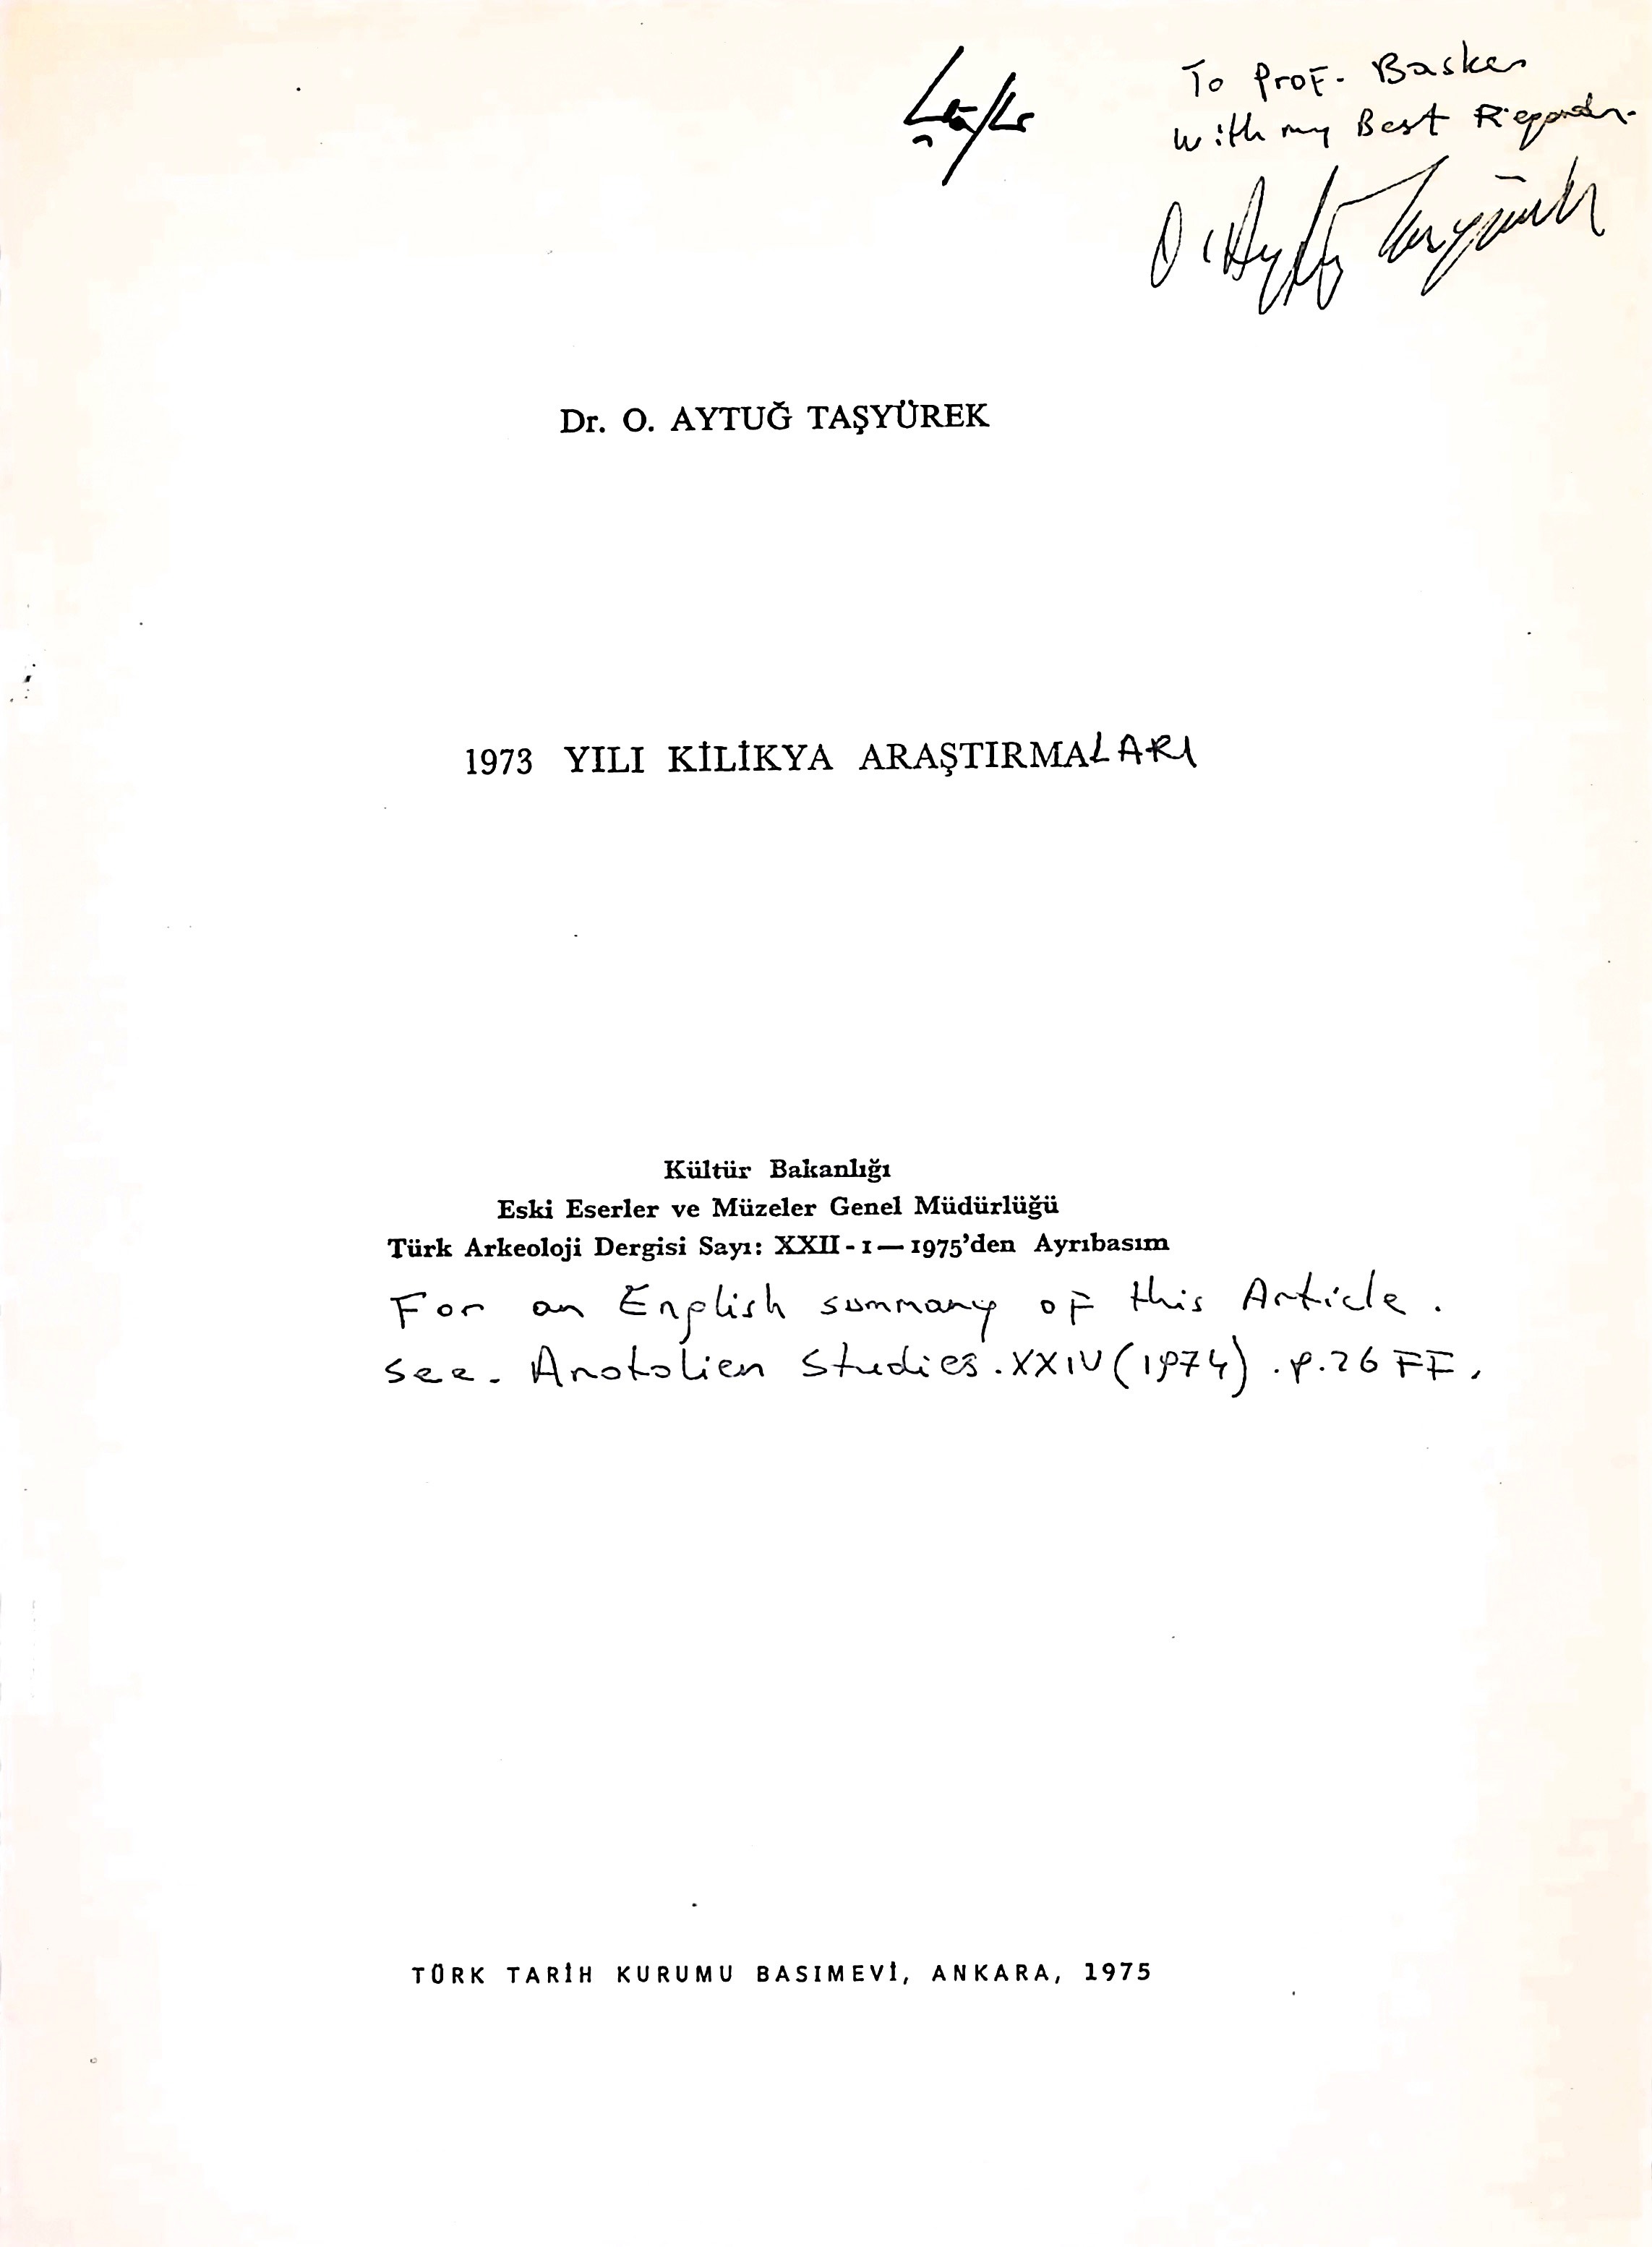 To Prof. Basker
With my Best Regards.
O. Aytuğ Taşyürek
Dr. O. AYTUĞ TAŞYÜREK
1973 YILI KİLİKYA ARAŞTIRMALARI
Kültür Bakanlığı
Eski Eserler ve Müzeler Genel Müdürlüğü
Türk Arkeoloji Dergisi Sayı: XXII - 1 — 1975'den Ayrıbasım
For an English summary of this Article.
see. Anatolien Studies. XXIV (1974) . p. 26 FF.
TÜRK TARİH KURUMU BASIMEVİ, ANKARA, 1975